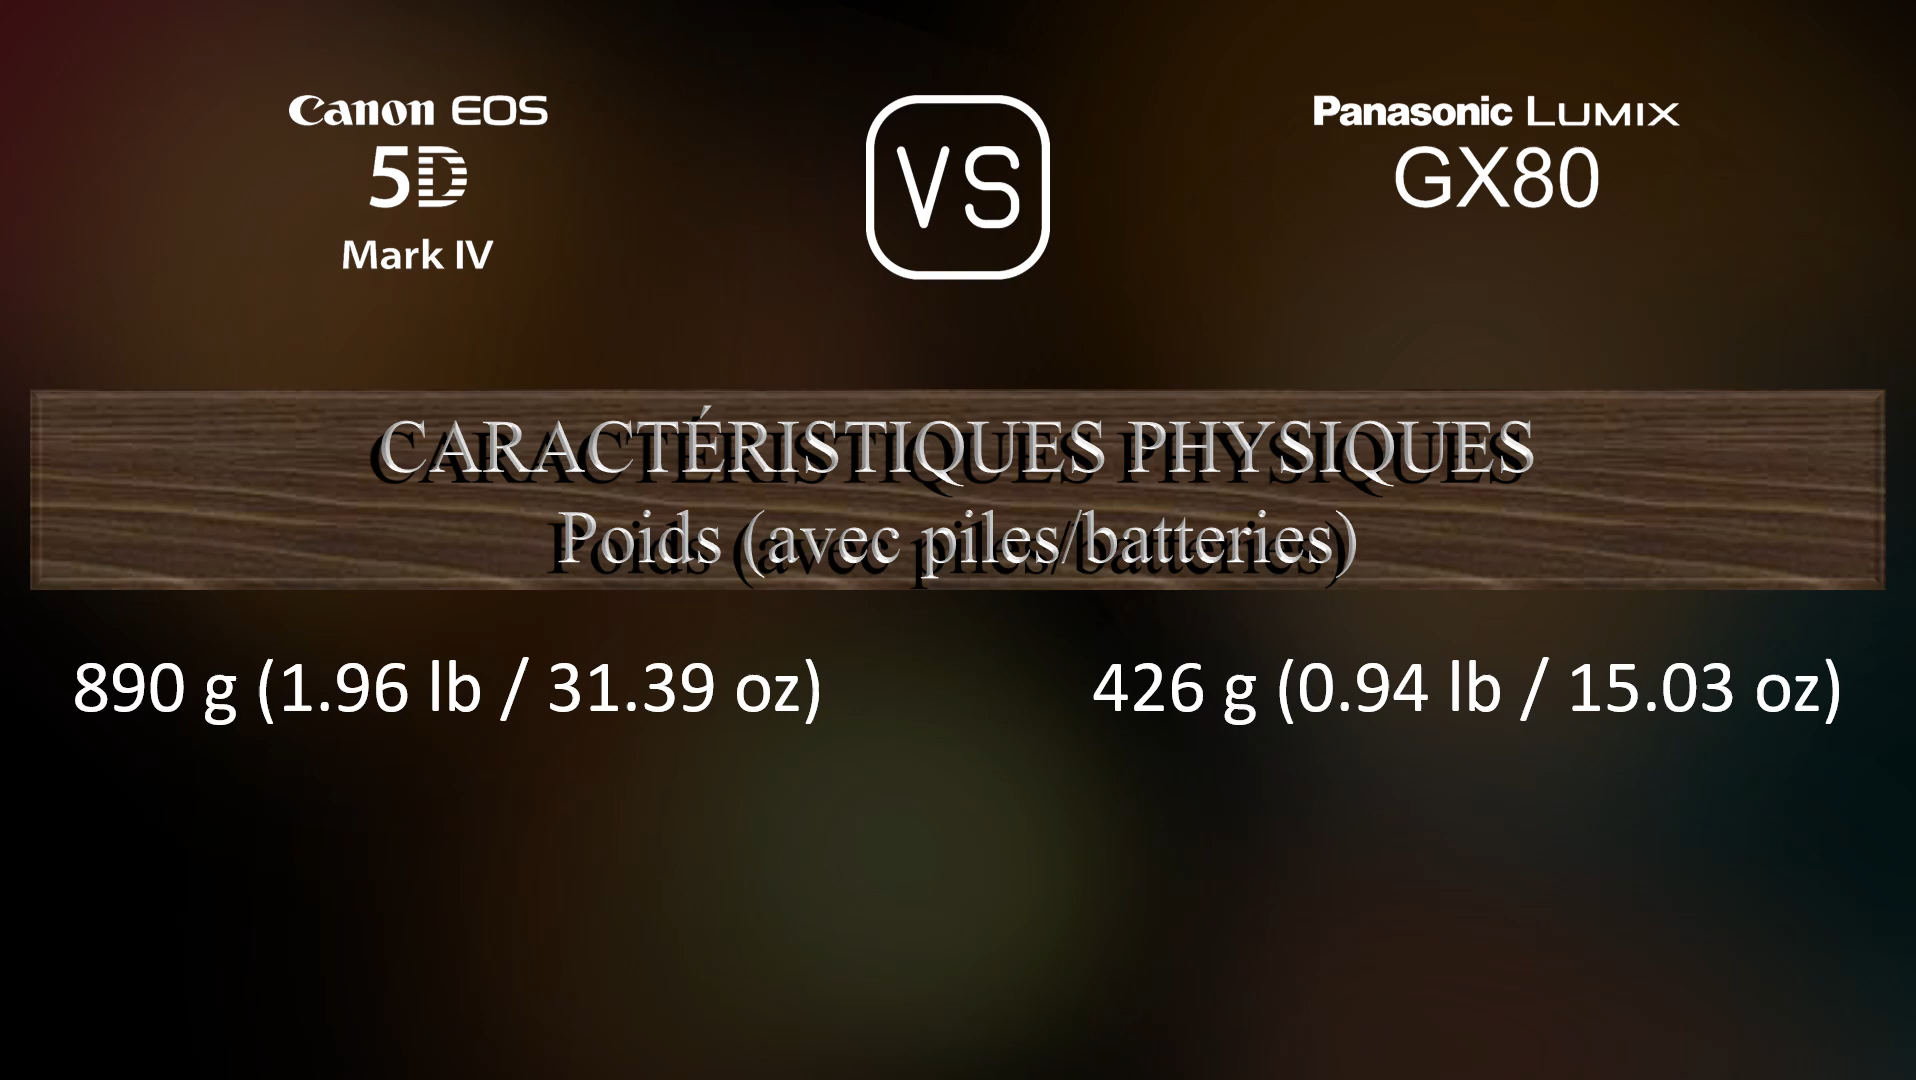 Canon EOS
5D
Mark IV
VS
Panasonic LUMIX
GX80
CARACTÉRISTIQUES PHYSIQUES
Poids (avec piles/batteries)
890 g (1.96 lb / 31.39 oz)
426 g (0.94 lb / 15.03 oz)